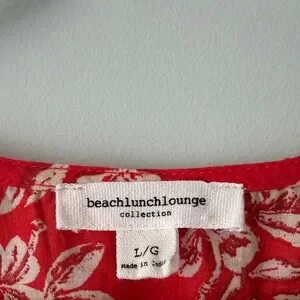 beachlunchlounge
collection
L/G
Made in India